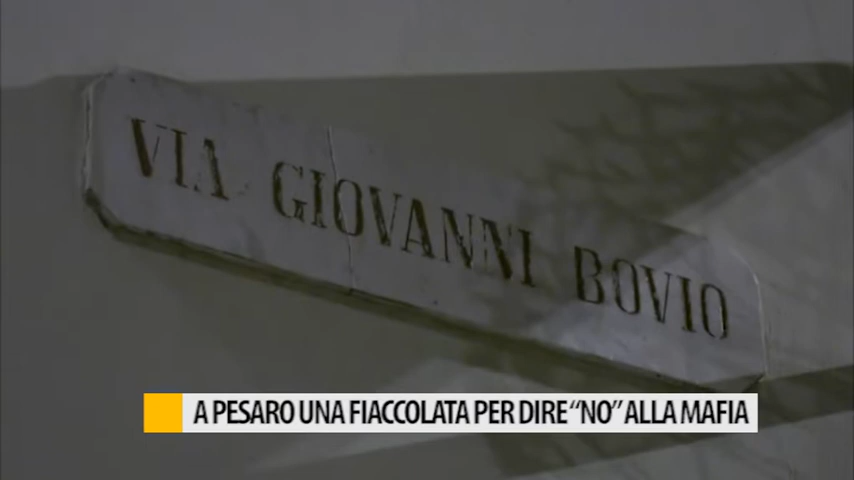 VIA GIOVANNI BOVIO
A PESARO UNA FIACCOLATA PER DIRE “NO” ALLA MAFIA